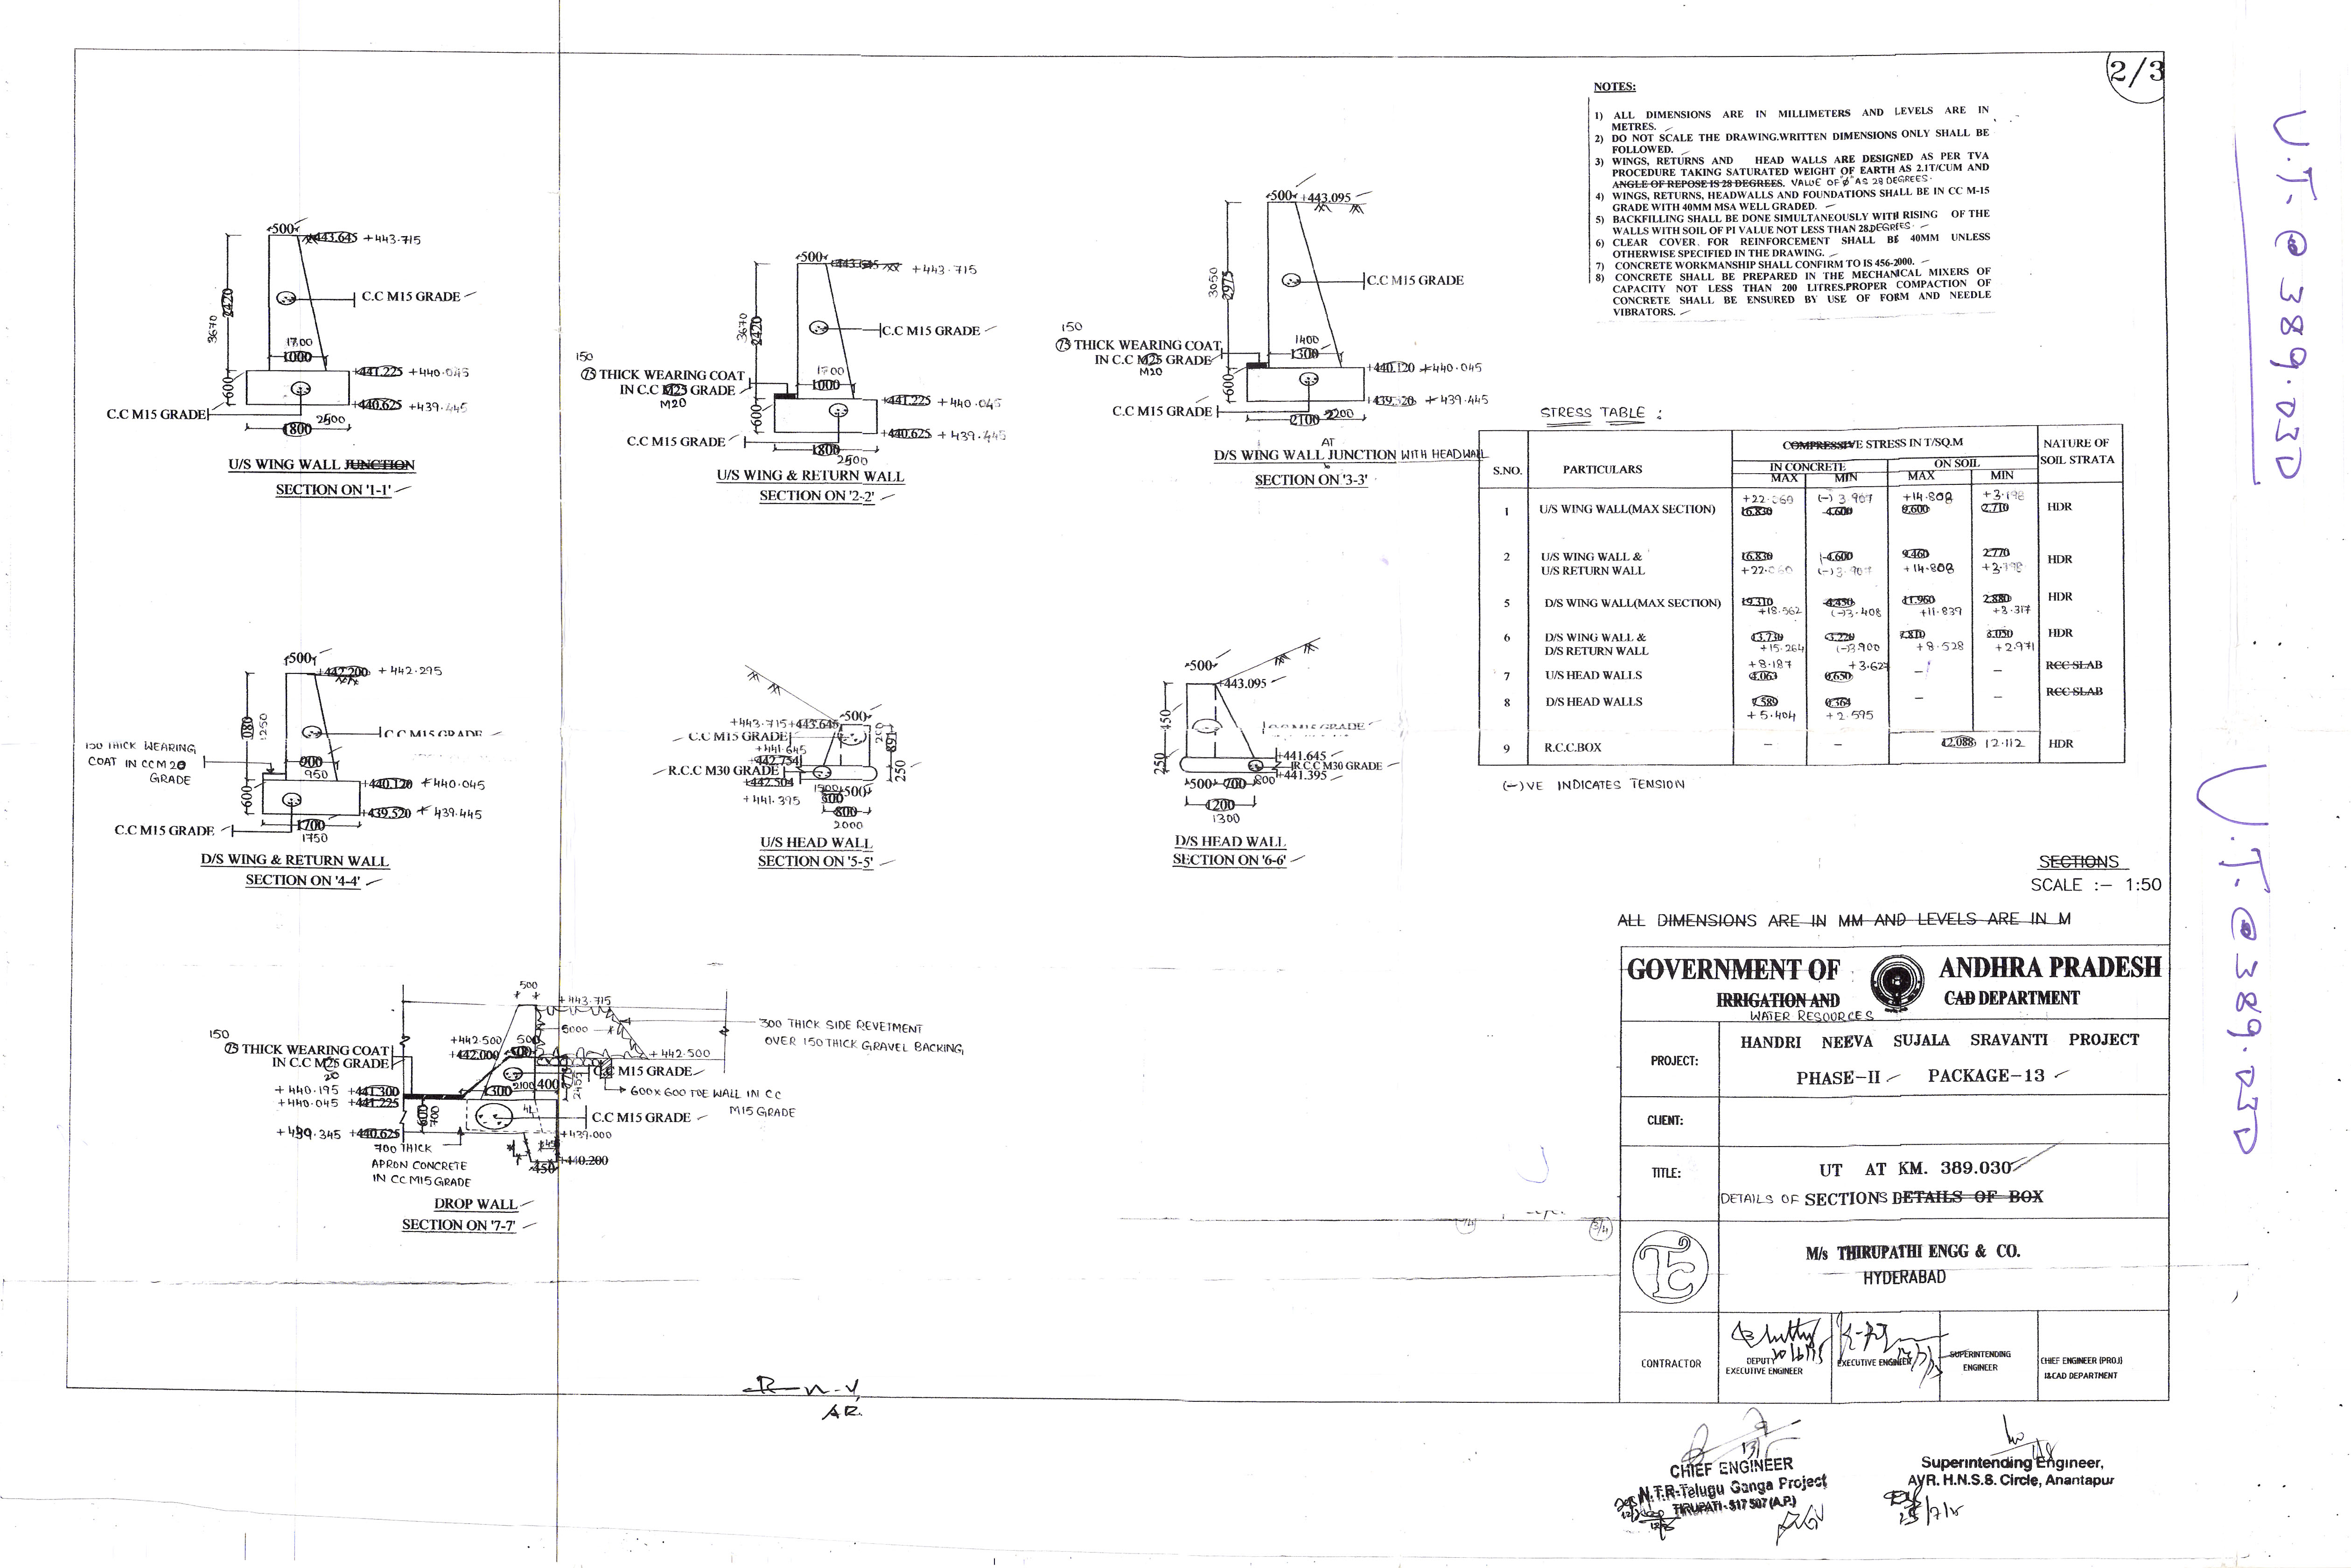 2/3
NOTES:
1) ALL DIMENSIONS ARE IN MILLIMETERS AND LEVELS ARE IN
METRES.
2) DO NOT SCALE THE DRAWING.WRITTEN DIMENSIONS ONLY SHALL BE
FOLLOWED.
3) WINGS, RETURNS AND HEAD WALLS ARE DESIGNED AS PER TVA
PROCEDURE TAKING SATURATED WEIGHT OF EARTH AS 2.1T/CUM AND
ANGLE OF REPOSE IS 28 DEGREES. VALUE OF "Ø" AS 28 DEGREES.
4) WINGS, RETURNS, HEADWALLS AND FOUNDATIONS SHALL BE IN CC M-15
GRADE WITH 40MM MSA WELL GRADED.
5) BACKFILLING SHALL BE DONE SIMULTANEOUSLY WITH RISING OF THE
WALLS WITH SOIL OF PI VALUE NOT LESS THAN 28 DEGREES.
6) CLEAR COVER. FOR REINFORCEMENT SHALL BE 40MM UNLESS
OTHERWISE SPECIFIED IN THE DRAWING.
7) CONCRETE WORKMANSHIP SHALL CONFIRM TO IS 456-2000.
8) CONCRETE SHALL BE PREPARED IN THE MECHANICAL MIXERS OF
CAPACITY NOT LESS THAN 200 LITRES.PROPER COMPACTION OF
CONCRETE SHALL BE ENSURED BY USE OF FORM AND NEEDLE
VIBRATORS.
U.T. @ 389.030
U.T. @ 389.030
500
+443.645 +443.715
3670 2420
C.C M15 GRADE
1700
1000
+441.225 +440.045
600
+440.625 +439.445
C.C M15 GRADE
1800 2500
U/S WING WALL JUNCTION
SECTION ON '1-1'
500
+443.645 +443.715
3670 2420
C.C M15 GRADE
150
75 THICK WEARING COAT
IN C.C M25 GRADE
M20
1700
1000
+441.225 +440.045
600
+440.625 +439.445
C.C M15 GRADE
1800 2500
U/S WING & RETURN WALL
SECTION ON '2-2'
500 +443.095
3050 2975
C.C M15 GRADE
150
75 THICK WEARING COAT
IN C.C M25 GRADE
M20
1400
1300
+440.120 +440.045
600
+439.520 +439.445
C.C M15 GRADE
2100 2200
AT
D/S WING WALL JUNCTION WITH HEADWALL
SECTION ON '3-3'
STRESS TABLE :
S.NO. PARTICULARS COMPRESSIVE STRESS IN T/SQ.M NATURE OF
SOIL STRATA
IN CONCRETE ON SOIL
MAX MIN MAX MIN
+22.060 (-)3.907 +14.808 +3.198
1 U/S WING WALL(MAX SECTION) 16.830 -4.600 9.600 2.710 HDR
2 U/S WING WALL & 16.830 -4.600 9.460 2.770 HDR
U/S RETURN WALL +22.060 (-)3.907 +14.808 +3.198
5 D/S WING WALL(MAX SECTION) 19.310 -4.450 11.960 2.880 HDR
+18.562 (-)3.408 +11.839 +3.317
6 D/S WING WALL & 13.730 -3.220 7.810 3.050 HDR
D/S RETURN WALL +15.264 (-)3.900 +8.528 +2.971
+8.187 +3.627
7 U/S HEAD WALLS 4.063 0.650 - - RCC SLAB
8 D/S HEAD WALLS 7.589 0.364 - - RCC SLAB
+5.404 +2.595
9 R.C.C.BOX - - 12.088 12.112 HDR
(-)VE INDICATES TENSION
500
+442.200 +442.295
1080 1250
C.C M15 GRADE
150 THICK WEARING
COAT IN CC M20
GRADE
900
950
+440.120 +440.045
600
+439.520 +439.445
C.C M15 GRADE
1700
1750
D/S WING & RETURN WALL
SECTION ON '4-4'
500
+443.715 +443.645
C.C M15 GRADE
+441.645
+442.754
891
R.C.C M30 GRADE
+442.504
250
+441.395
500
800
2000
U/S HEAD WALL
SECTION ON '5-5'
500
+443.095
1450
C.C M15 GRADE
+441.645
250
R.C.C M30 GRADE
+441.395
500 700 800
1200
1300
D/S HEAD WALL
SECTION ON '6-6'
SECTIONS
SCALE :- 1:50
ALL DIMENSIONS ARE IN MM AND LEVELS ARE IN M
500
+443.715
5000
300 THICK SIDE REVETMENT
OVER 150 THICK GRAVEL BACKING,
150
75 THICK WEARING COAT
IN C.C M25 GRADE
20
+442.500 500
+442.000
+442.500
C.C M15 GRADE
1300 2100 400
775
2455
600x600 TOE WALL IN CC
M15 GRADE
+440.195 +441.300
+440.045 +441.225
600
700
C.C M15 GRADE
+439.345 +440.625
+439.000
700 THICK
APRON CONCRETE
IN CC M15 GRADE
450
+440.200
DROP WALL
SECTION ON '7-7'
GOVERNMENT OF ANDHRA PRADESH
IRRIGATION AND CAD DEPARTMENT
WATER RESOURCES
PROJECT:
HANDRI NEEVA SUJALA SRAVANTI PROJECT
PHASE-II PACKAGE-13
CLIENT:
TITLE:
UT AT KM. 389.030
DETAILS OF SECTIONS DETAILS OF BOX
M/s THIRUPATHI ENGG & CO.
HYDERABAD
CONTRACTOR
DEPUTY
EXECUTIVE ENGINEER
EXECUTIVE ENGINEER
SUPERINTENDING
ENGINEER
CHIEF ENGINEER (PROJ)
I&CAD DEPARTMENT
AR.
CHIEF ENGINEER
N.T.R-Telugu Ganga Project
TIRUPATI-517 507 (A.P.)
Superintending Engineer,
AVR. H.N.S.S. Circle, Anantapur